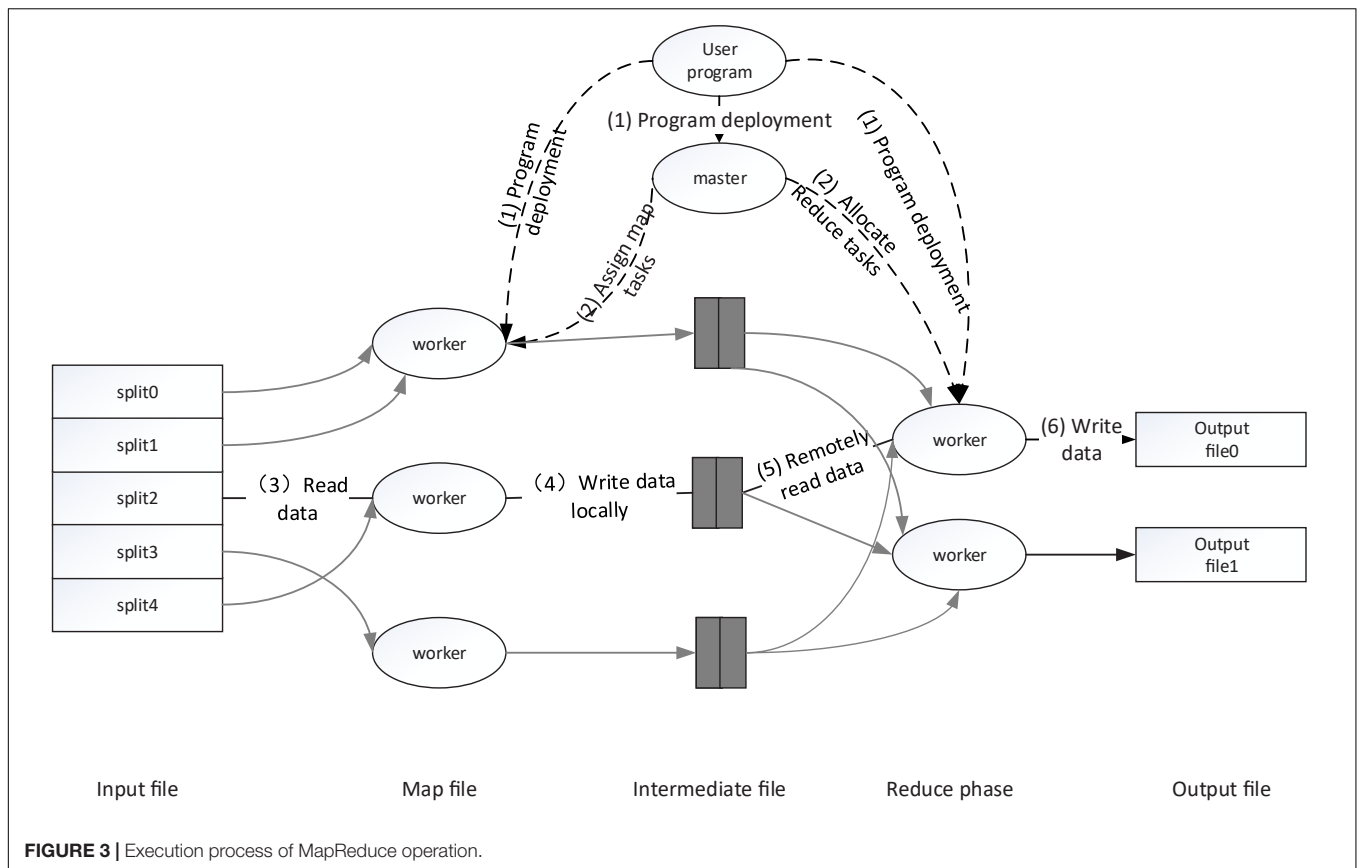 User
program
(1) Program deployment
(1) Program
deployment
(1) Program deployment
master
(2) Assign map
tasks
(2) Allocate
Reduce tasks
worker
split0
split1
split2
split3
split4
(3) Read
data
worker
(4) Write data
locally
(5) Remotely
read data
worker
(6) Write
data
Output
file0
worker
Output
file1
worker
Input file
Map file
Intermediate file
Reduce phase
Output file
FIGURE 3 | Execution process of MapReduce operation.